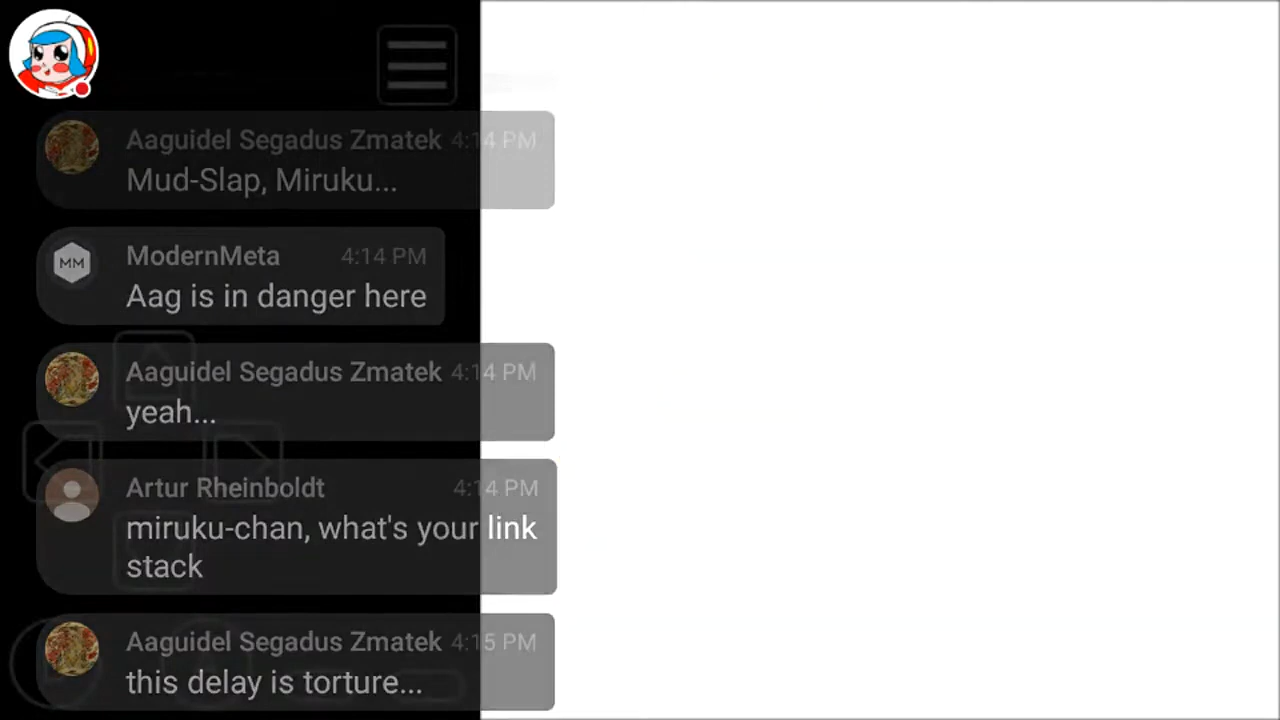 Aaguidel Segadus Zmatek 4:14 PM
Mud-Slap, Miruku...
MM
ModernMeta 4:14 PM
Aag is in danger here
Aaguidel Segadus Zmatek 4:14 PM
yeah...
Artur Rheinboldt 4:14 PM
miruku-chan, what's your link
stack
Aaguidel Segadus Zmatek 4:15 PM
this delay is torture...